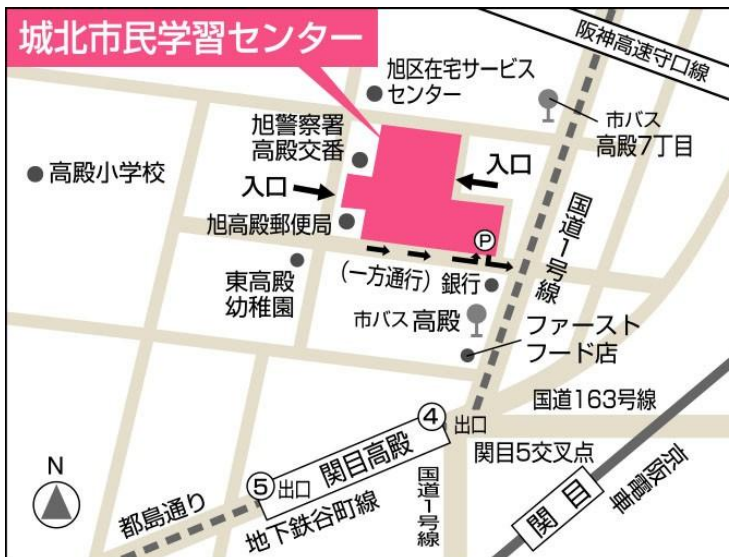 城北市民学習センター
阪神高速守口線
旭区在宅サービス
センター
市バス
高殿7丁目
旭警察署
高殿交番
高殿小学校
入口
入口
旭高殿郵便局
P
国道1号線
(一方通行)
銀行
東高殿
幼稚園
市バス 高殿
ファースト
フード店
国道163号線
④
出口
関目5交叉点
関目高殿
⑤
出口
国道1号線
京阪電車
関目
N
都島通り
地下鉄谷町線